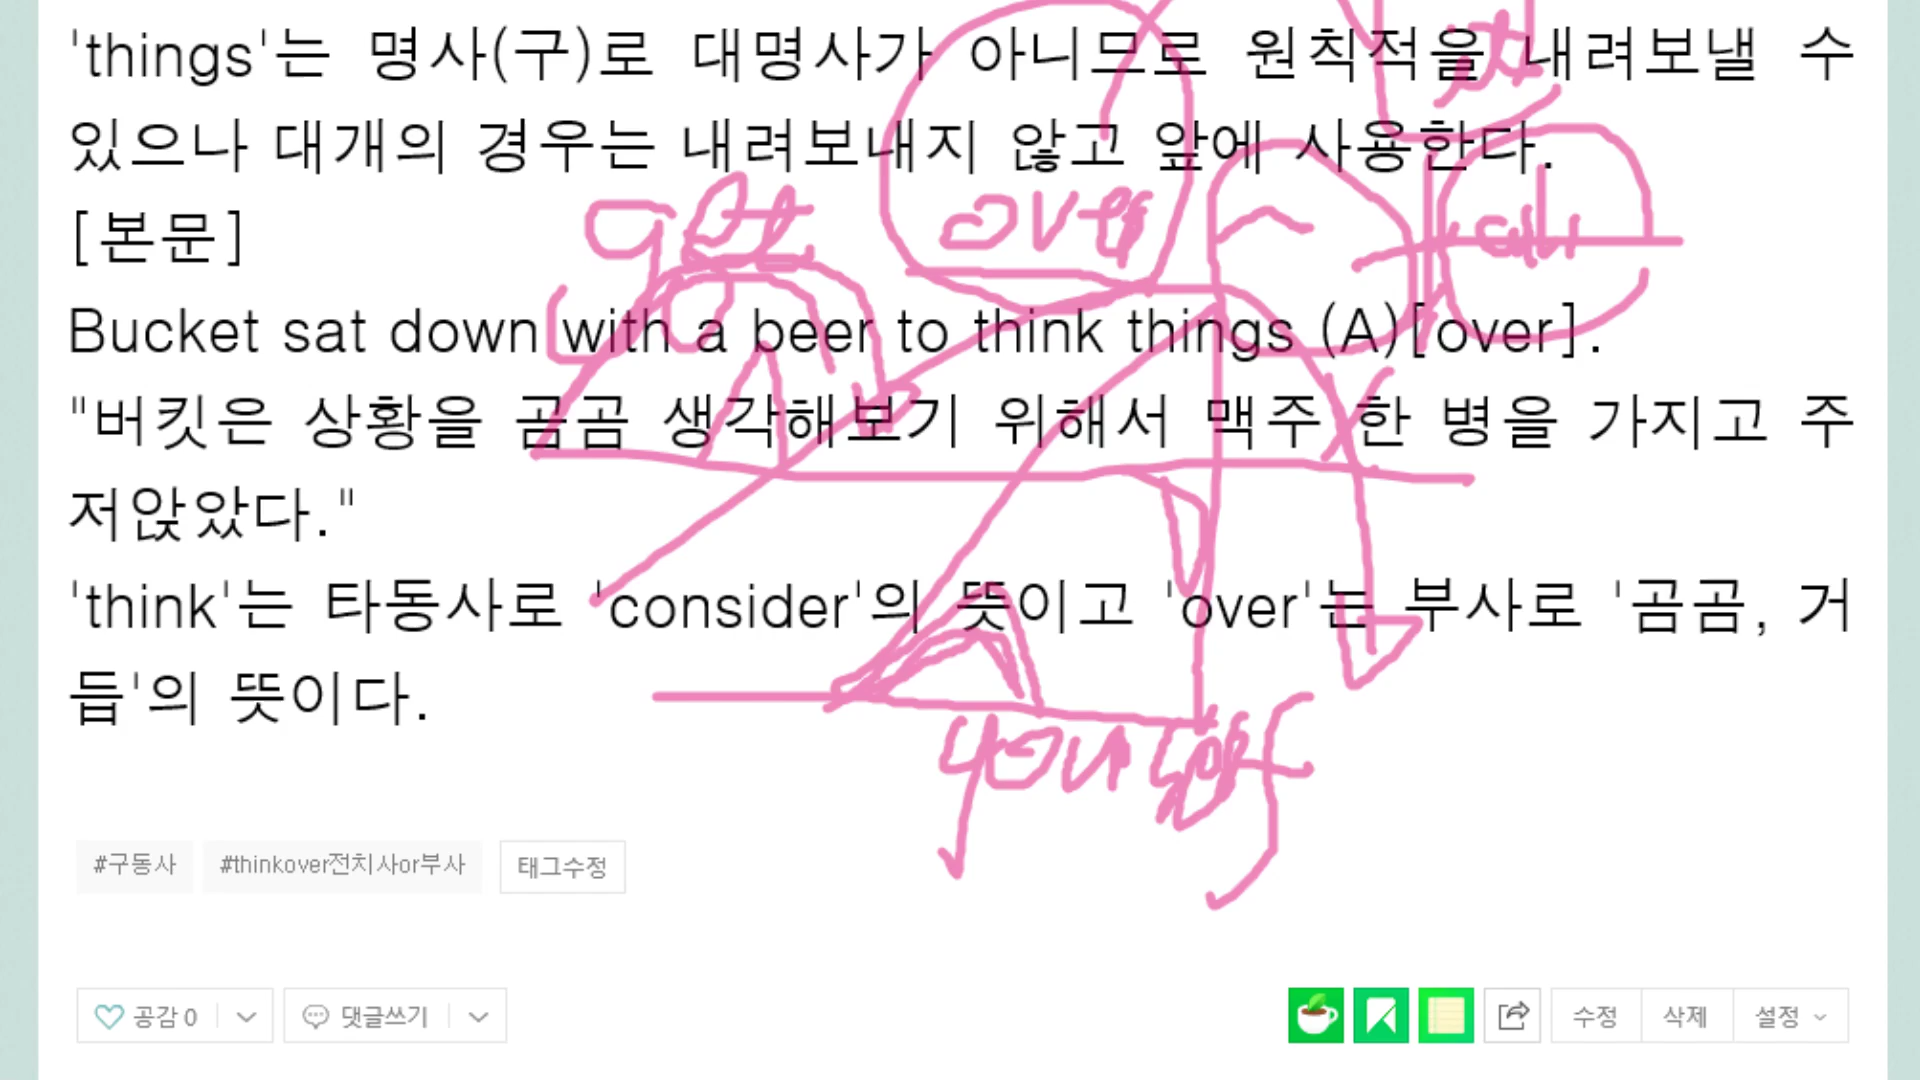 'things'는 명사(구)로 대명사가 아니므로 원칙적을 내려보낼 수
있으나 대개의 경우는 내려보내지 않고 앞에 사용한다.
[본문]
get over
Bucket sat down with a beer to think things (A)[over].
"버킷은 상황을 곰곰 생각해보기 위해서 맥주 한 병을 가지고 주
저앉았다."
'think'는 타동사로 'consider'의 뜻이고 'over'는 부사로 '곰곰, 거
듭'의 뜻이다.
#구동사 #thinkover전치사or부사 태그수정
공감 0 댓글쓰기 수정 삭제 설정